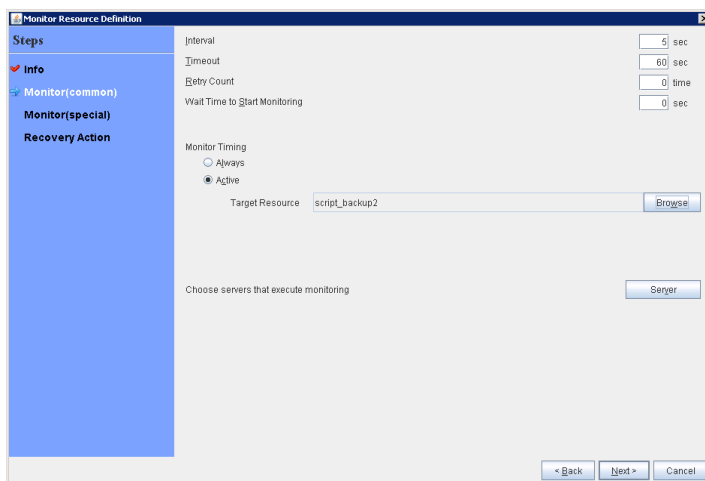 Monitor Resource Definition
Steps
Info
Monitor(common)
Monitor(special)
Recovery Action
Interval 5 sec
Timeout 60 sec
Retry Count 0 time
Wait Time to Start Monitoring 0 sec
Monitor Timing
Always
Active
Target Resource script_backup2 Browse
Choose servers that execute monitoring Server
< Back Next > Cancel